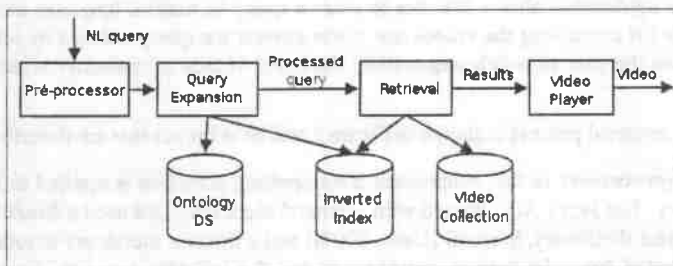 NL query
Pré-processor
Query
Expansion
Processed
query
Retrieval
Results
Video
Player
Video
Ontology
DS
Inverted
Index
Video
Collection